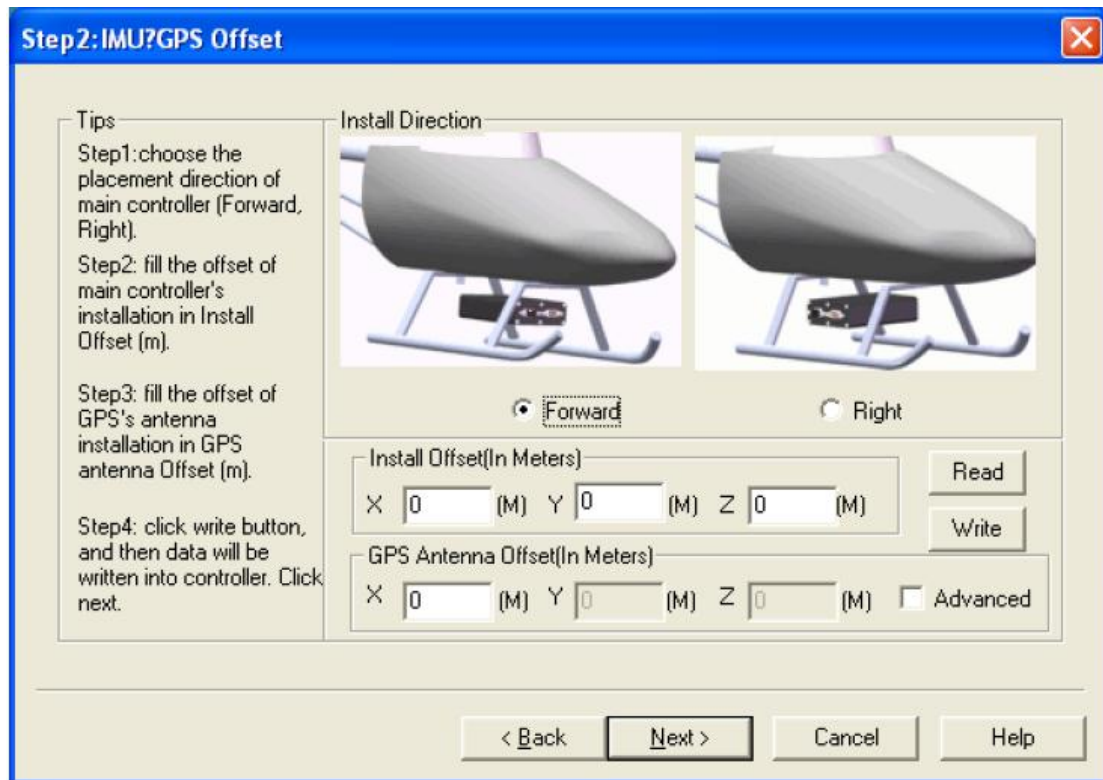 Step2:IMU?GPS Offset
Tips
Step1:choose the
placement direction of
main controller (Forward,
Right).
Step2: fill the offset of
main controller's
installation in Install
Offset (m).
Step3: fill the offset of
GPS's antenna
installation in GPS
antenna Offset (m).
Step4: click write button,
and then data will be
written into controller. Click
next.
Install Direction
Forward
Right
Install Offset(In Meters)
X 0 (M) Y 0 (M) Z 0 (M)
Read
Write
GPS Antenna Offset(In Meters)
X 0 (M) Y 0 (M) Z 0 (M) Advanced
< Back Next > Cancel Help